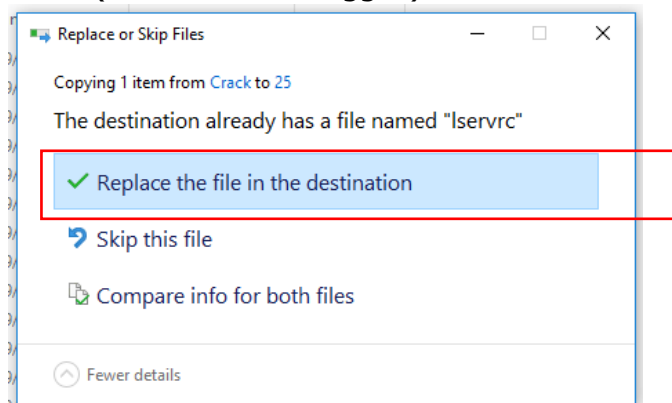 Replace or Skip Files
Copying 1 item from Crack to 25
The destination already has a file named "lservrc"
Replace the file in the destination
Skip this file
Compare info for both files
Fewer details